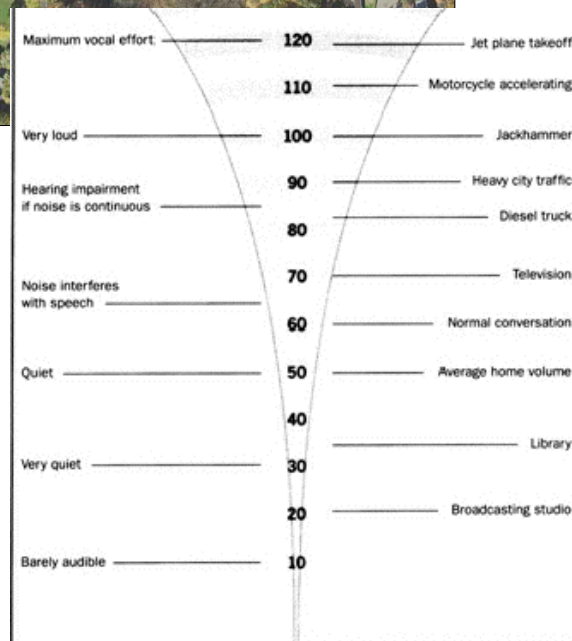 Maximum vocal effort 120 Jet plane takeoff
110 Motorcycle accelerating
Very loud 100 Jackhammer
90 Heavy city traffic
Hearing impairment
if noise is continuous
Diesel truck
80
70 Television
Noise interferes
with speech
60 Normal conversation
Quiet 50 Average home volume
40
Library
Very quiet 30
20 Broadcasting studio
Barely audible 10